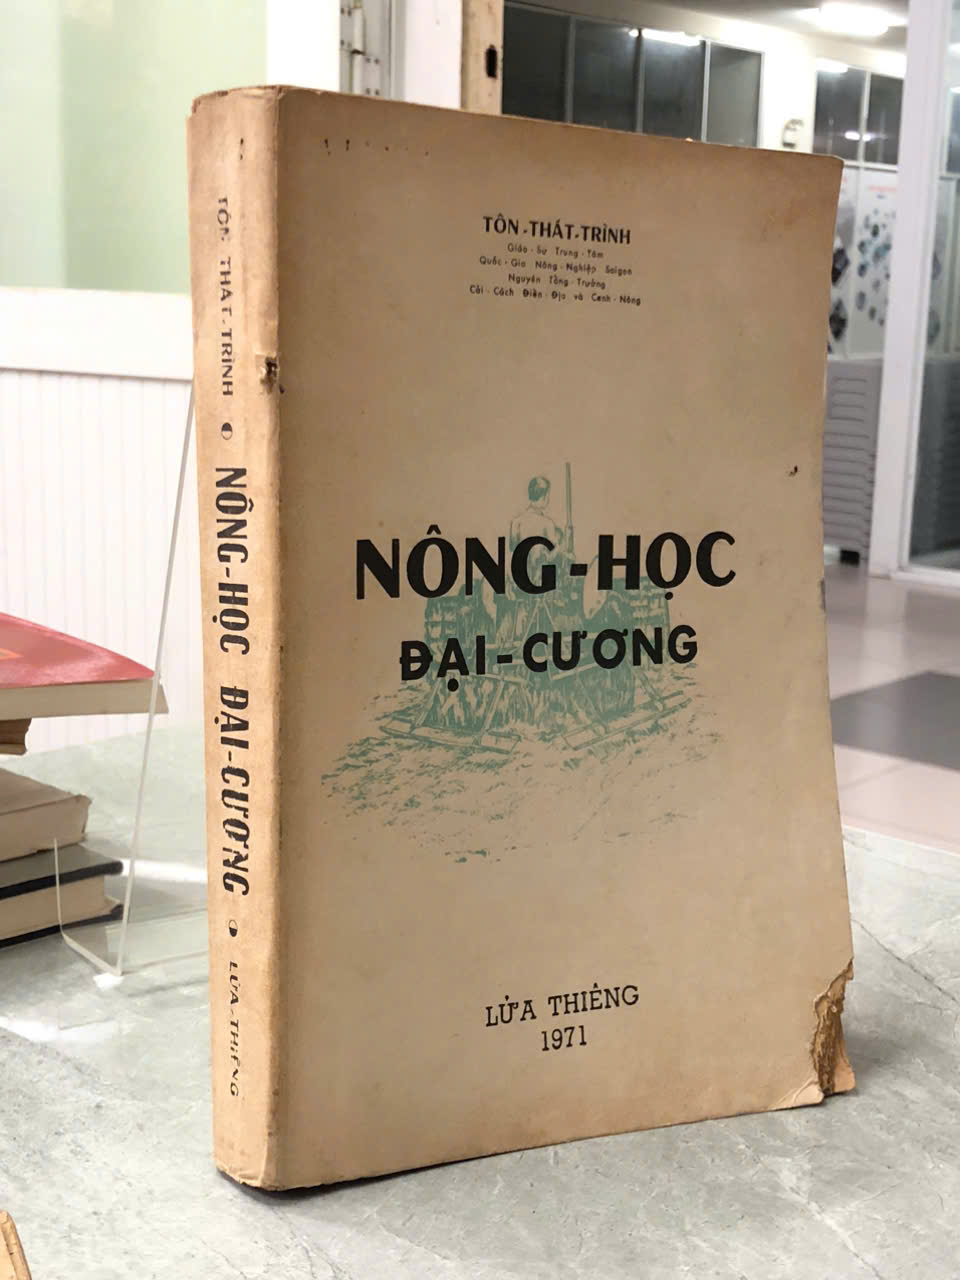 TÔN-THẤT-TRÌNH
Giáo-Sư Trung-Tâm
Quốc-Gia Nông-Nghiệp Saigon
Nguyên Tổng-Trưởng
Cải-Cách Điền-Địa và Canh-Nông
NÔNG-HỌC
ĐẠI-CƯƠNG
LỬA THIÊNG
1971
TÔN THẤT-TRÌNH NÔNG-HỌC ĐẠI-CƯƠNG LỬA-THIÊNG